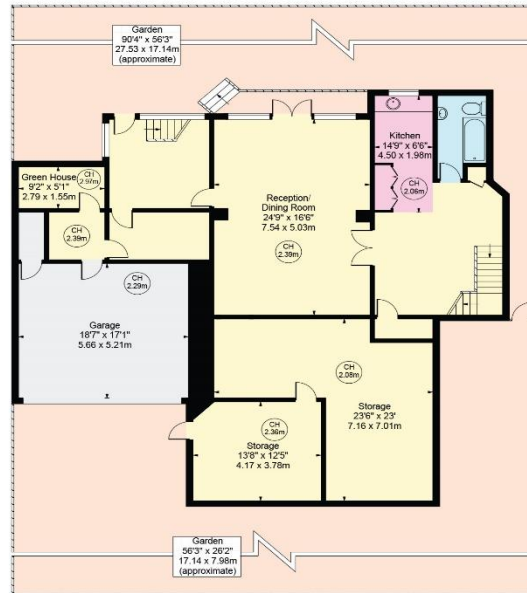 Garden
90'4" x 56'3"
27.53 x 17.14m
(approximate)
Kitchen
14'9" x 6'6"
4.50 x 1.98m
CH
2.06m
Green House
9'2" x 5'1"
2.79 x 1.55m
CH
2.97m
Reception/
Dining Room
24'9" x 16'6"
7.54 x 5.03m
CH
2.39m
CH
2.39m
CH
2.29m
Garage
18'7" x 17'1"
5.66 x 5.21m
CH
2.08m
Storage
23'6" x 23'
7.16 x 7.01m
CH
2.36m
Storage
13'8" x 12'5"
4.17 x 3.78m
Garden
56'3" x 26'2"
17.14 x 7.98m
(approximate)